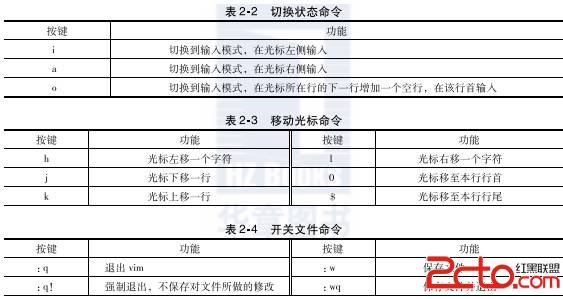 表 2-2 切换状态命令
按键 功能
i 切换到输入模式，在光标左侧输入
a 切换到输入模式，在光标右侧输入
o 切换到输入模式，在光标所在行的下一行增加一个空行，在该行首输入
表 2-3 移动光标命令
按键 功能 按键 功能
h 光标左移一个字符 l 光标右移一个字符
j 光标下移一行 0 光标移至本行行首
k 光标上移一行 $ 光标移至本行行尾
HZ BOOKS
华章图书
表 2-4 开关文件命令
按键 功能 按键 功能
:q 退出 vim :w 保存文件
:q! 强制退出，不保存对文件所做的修改 :wq
2cto.com
红黑联盟